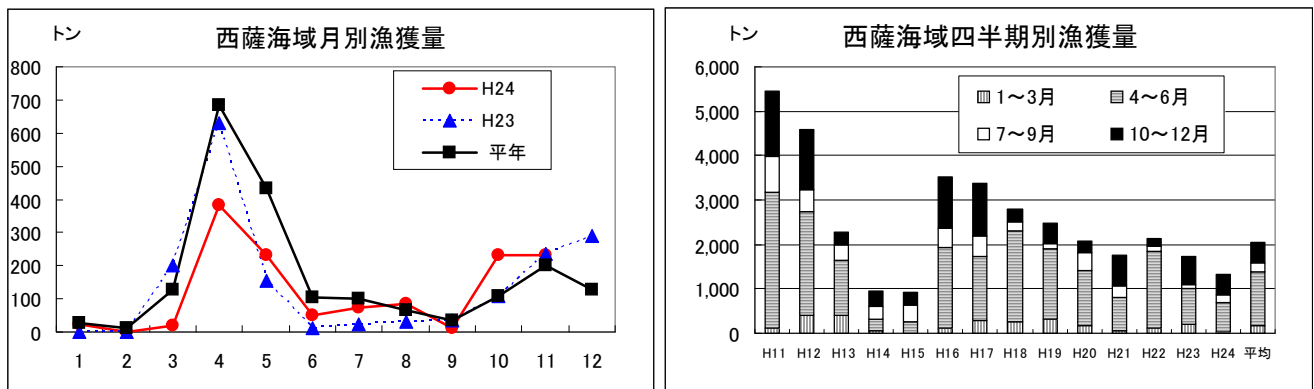 トン
西薩海域月別漁獲量
800
700
600
500
400
300
200
100
0
H24
H23
平年
1 2 3 4 5 6 7 8 9 10 11 12
トン
西薩海域四半期別漁獲量
6,000
5,000
4,000
3,000
2,000
1,000
0
1～3月 4～6月
7～9月 10～12月
H11 H12 H13 H14 H15 H16 H17 H18 H19 H20 H21 H22 H23 H24 平均